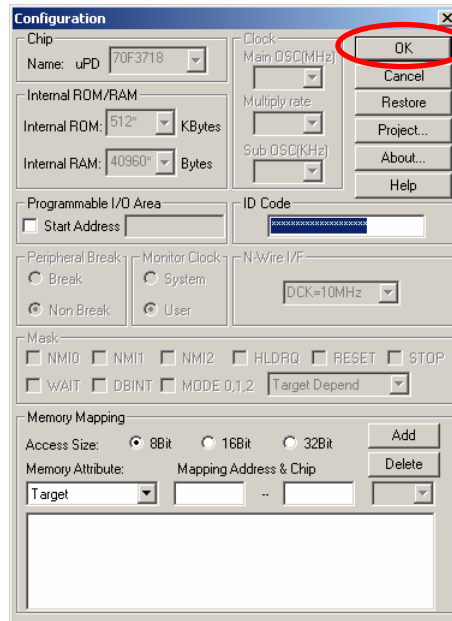 Configuration
Chip
Name: uPD 70F3718
Clock
Main OSC(MHz)
Multiply rate
Sub OSC(KHz)
OK
Cancel
Restore
Project...
About...
Help
Internal ROM/RAM
Internal ROM: 512* KBytes
Internal RAM: 40960* Bytes
Programmable I/O Area
Start Address
ID Code
********************
Peripheral Break
Break
Non Break
Monitor Clock
System
User
N-Wire I/F
DCK=10MHz
Mask
NMI0 NMI1 NMI2 HLDRQ RESET STOP
WAIT DBINT MODE 0,1,2 Target Depend
Memory Mapping
Access Size: 8Bit 16Bit 32Bit
Add
Memory Attribute: Mapping Address & Chip
Delete
Target --